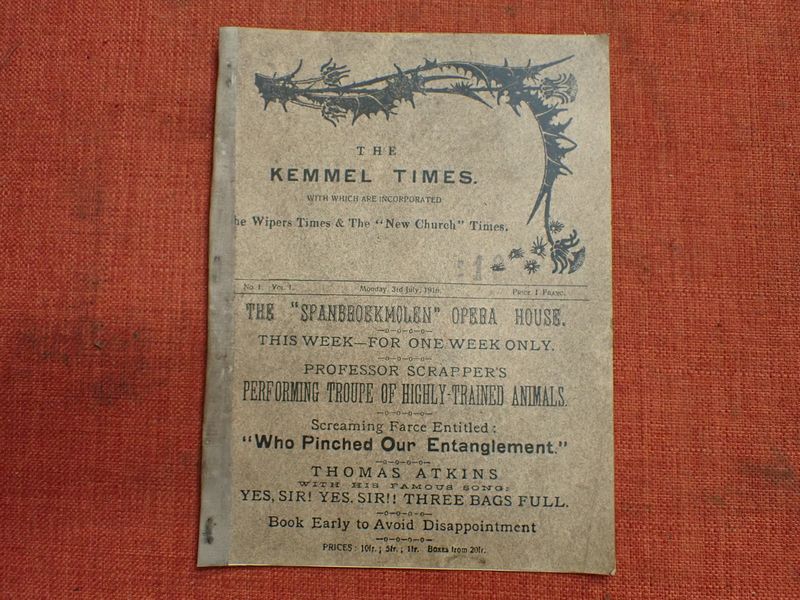 THE
KEMMEL TIMES.
WITH WHICH ARE INCORPORATED
he Wipers Times & The "New Church" Times.
No 1. Vol 1. Monday, 3rd July, 1916. Price 1 Franc.
THE "SPANBROEKMOLEN" OPERA HOUSE.
THIS WEEK—FOR ONE WEEK ONLY.
PROFESSOR SCRAPPER'S
PERFORMING TROUPE OF HIGHLY-TRAINED ANIMALS.
Screaming Farce Entitled:
"Who Pinched Our Entanglement."
THOMAS ATKINS
WITH HIS FAMOUS SONG:
YES, SIR! YES, SIR!! THREE BAGS FULL.
Book Early to Avoid Disappointment
PRICES: 10fr.; 5fr.; 1fr. Boxes from 20fr.